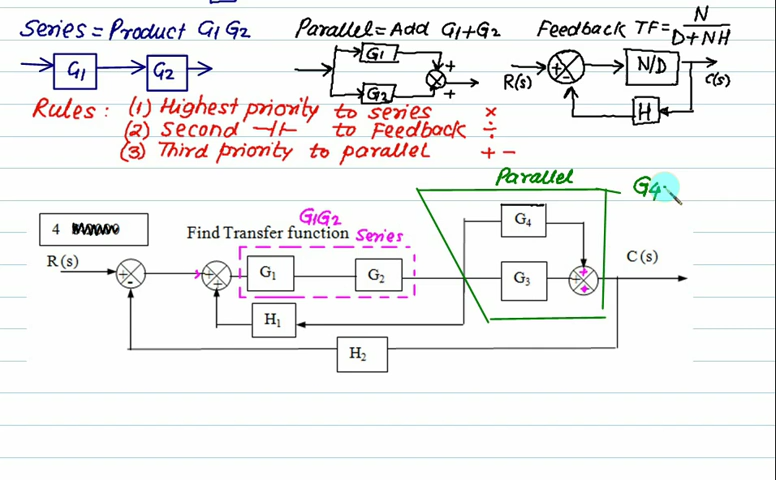 Series = Product G1 G2
Parallel = Add G1+G2
Feedback TF = N
D+NH
G1
G2
G1
+
G2
+
R(s)
+
-
N/D
C(s)
H
Rules : (1) Highest priority to series ×
(2) Second -11- to Feedback ÷
(3) Third priority to parallel + -
Parallel
G4
G1G2
4
Find Transfer function Series
G4
R(s)
C(s)
+
-
+
+
G1
G2
G3
+
+
H1
H2